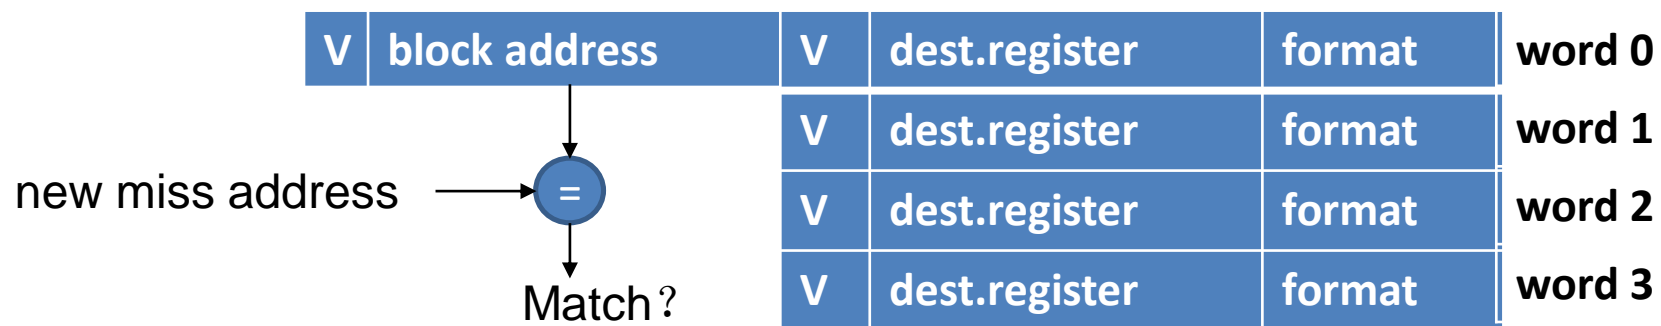 V block address V dest.register format word 0
V dest.register format word 1
new miss address =
V dest.register format word 2
Match?
V dest.register format word 3